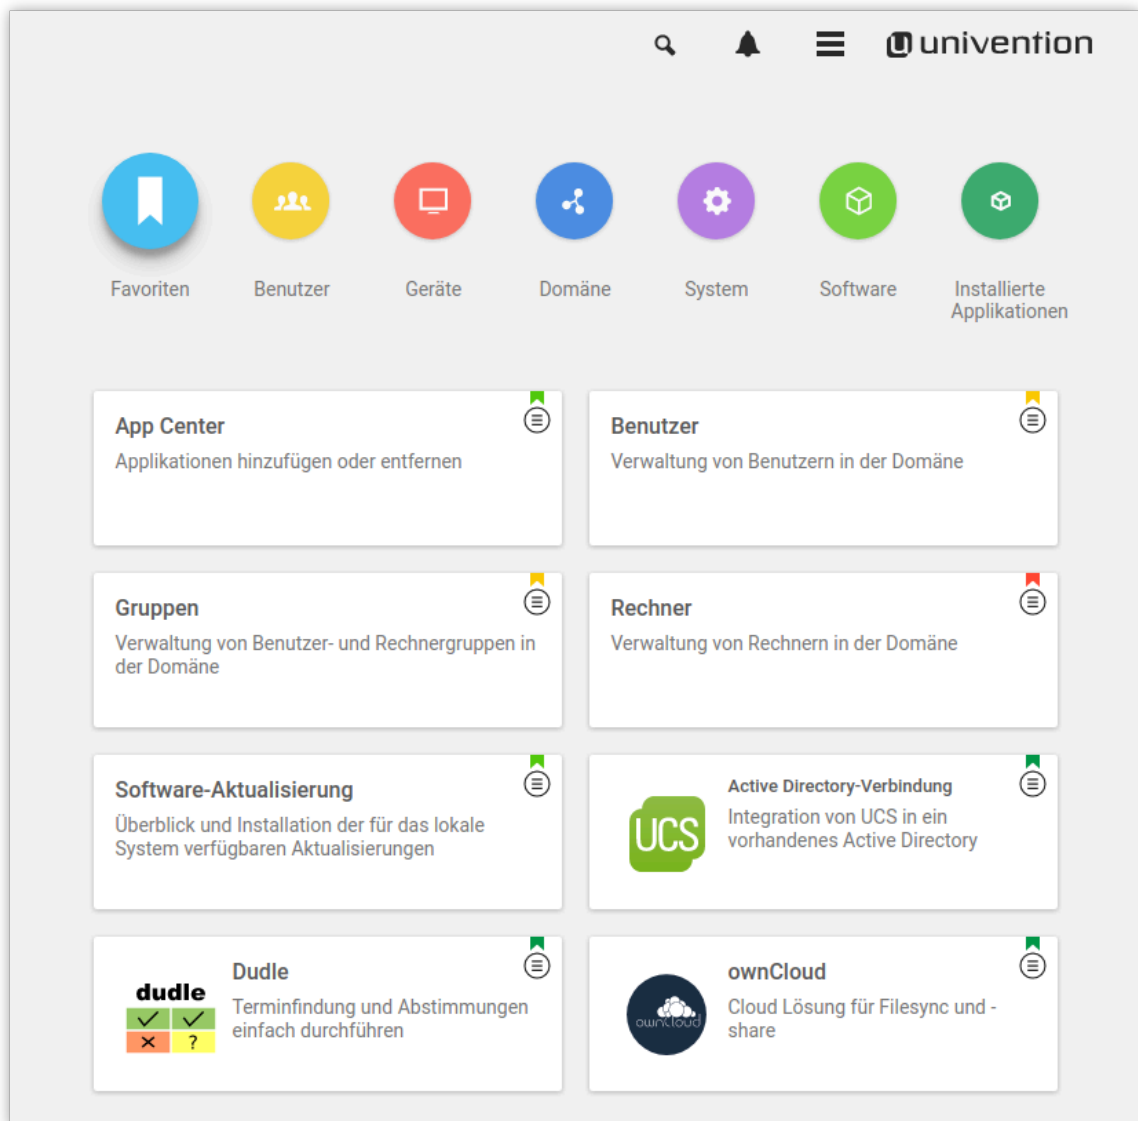 univention
Favoriten
Benutzer
Geräte
Domäne
System
Software
Installierte
Applikationen
App Center
Applikationen hinzufügen oder entfernen
Benutzer
Verwaltung von Benutzern in der Domäne
Gruppen
Verwaltung von Benutzer- und Rechnergruppen in
der Domäne
Rechner
Verwaltung von Rechnern in der Domäne
Software-Aktualisierung
Überblick und Installation der für das lokale
System verfügbaren Aktualisierungen
UCS
Active Directory-Verbindung
Integration von UCS in ein
vorhandenes Active Directory
dudle
?
Dudle
Terminfindung und Abstimmungen
einfach durchführen
ownCloud
ownCloud
Cloud Lösung für Filesync und -
share